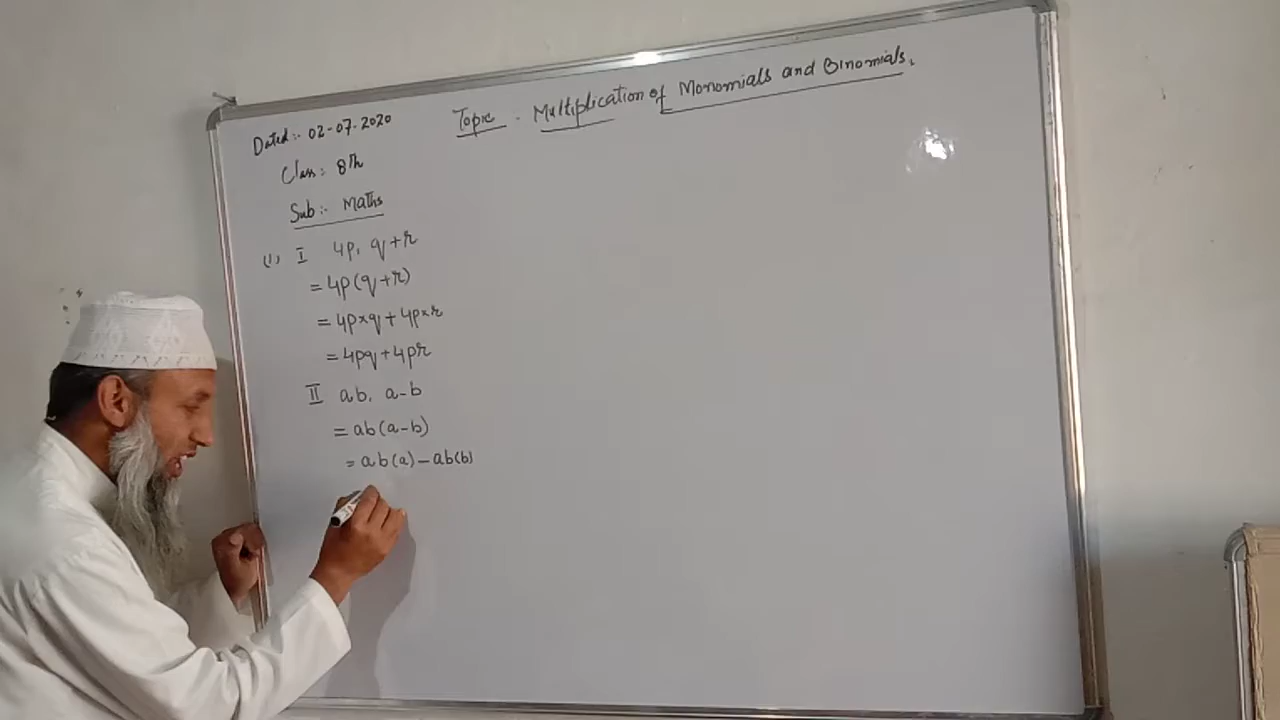 Topic : Multiplication of Monomials and Binomials.
Dated:- 02-07-2020
Class: 8th
Sub:- Maths
(1) I 4p, q+r
= 4p(q+r)
= 4p×q + 4p×r
= 4pq+4pr
II ab, a-b
= ab(a-b)
= ab(a) - ab(b)